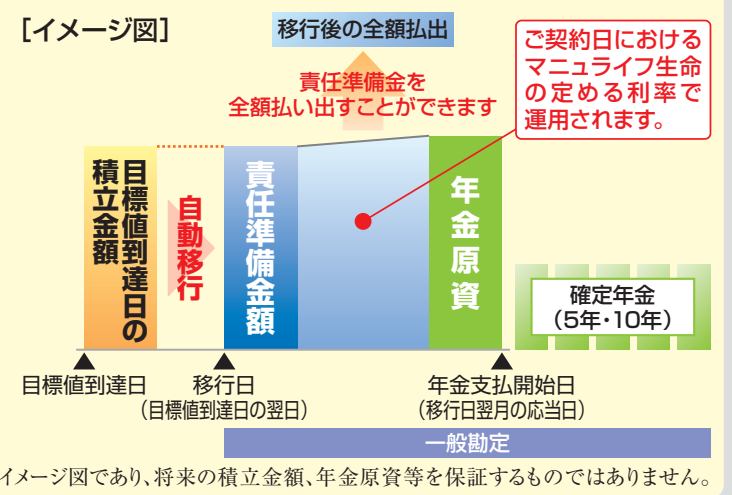 ［イメージ図］
移行後の全額払出
責任準備金を
全額払い出すことができます
ご契約日における
マニュライフ生命
の定める利率で
運用されます。
目標値到達日の
積立金額
自動移行
責任準備金額
年金原資
確定年金
（5年・10年）
目標値到達日
移行日
（目標値到達日の翌日）
年金支払開始日
（移行日翌月の応当日）
一般勘定
イメージ図であり、将来の積立金額、年金原資等を保証するものではありません。